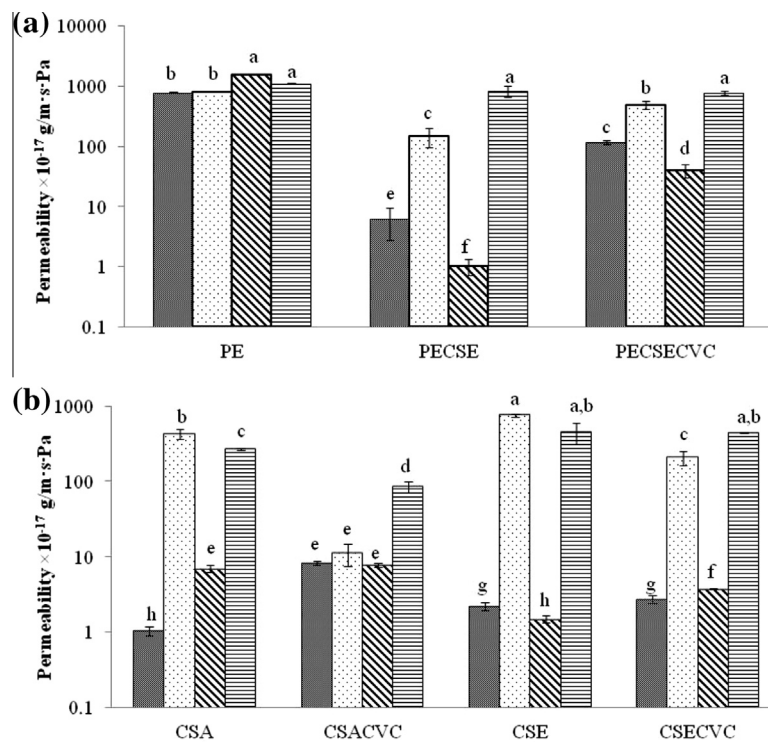 (a)
10000
1000
100
10
1
0.1
Permeability ×10⁻¹⁷ g/m·s·Pa
b b a a
e c f a
c b d a
PE PECSE PECSECVC
(b)
1000
100
10
1
0.1
Permeability ×10⁻¹⁷ g/m·s·Pa
h b e c
e e e d
g a h a,b
g c f a,b
CSA CSACVC CSE CSECVC